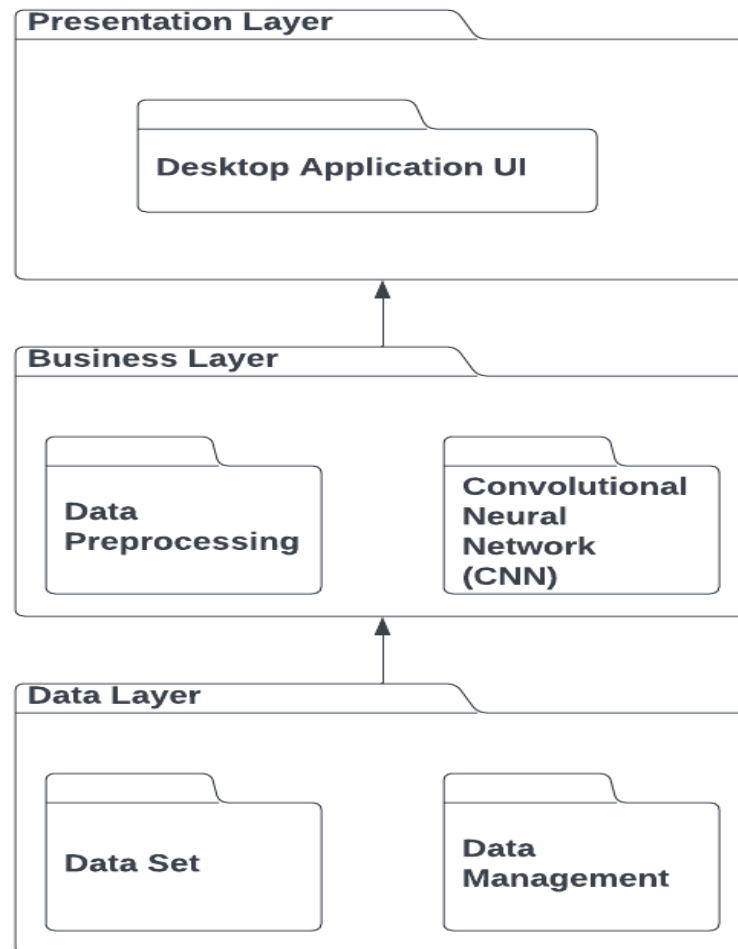 Presentation Layer
Desktop Application UI
Business Layer
Data
Preprocessing
Convolutional
Neural
Network
(CNN)
Data Layer
Data Set
Data
Management